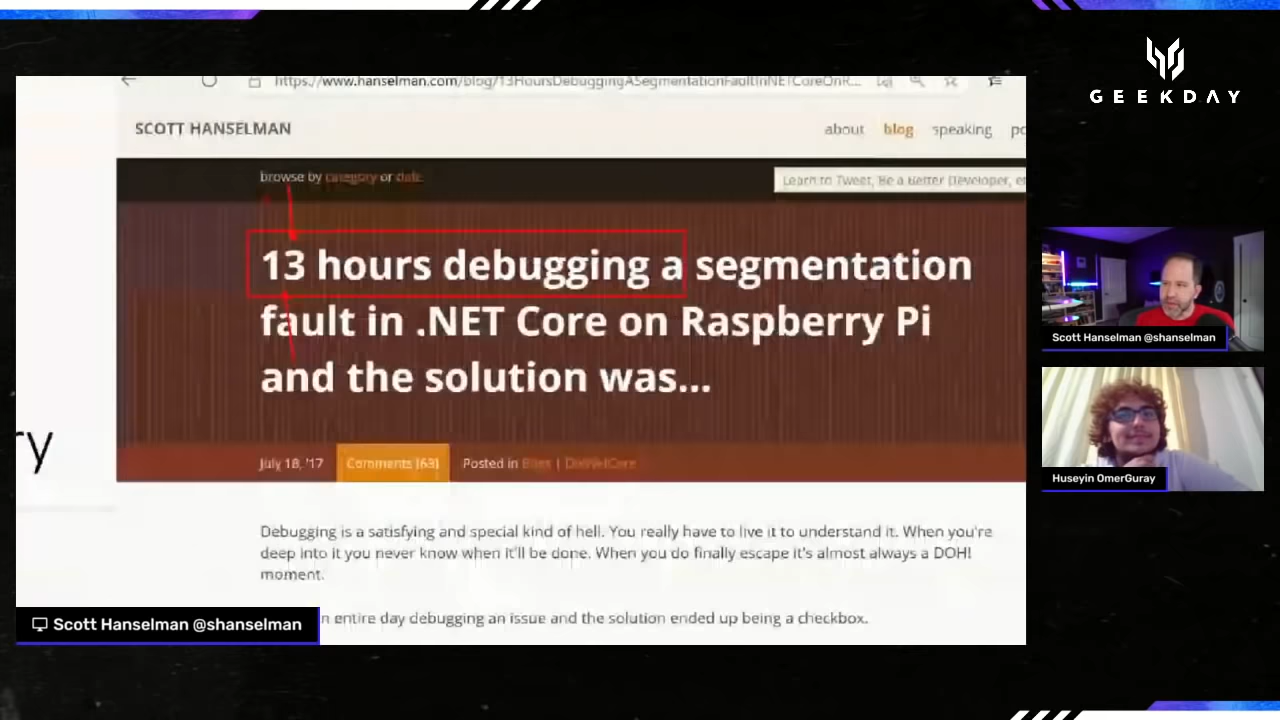 GEEKDAY
https://www.hanselman.com/blog/13HoursDebuggingASegmentationFaultInNETCoreOnR...
SCOTT HANSELMAN
about blog speaking po
browse by category or date
Learn to Tweet, Be a Better Developer, et
13 hours debugging a segmentation
fault in .NET Core on Raspberry Pi
and the solution was...
July 18, '17 Comments [63] Posted in Bugs | DotNetCore
ry
Debugging is a satisfying and special kind of hell. You really have to live it to understand it. When you're
deep into it you never know when it'll be done. When you do finally escape it's almost always a DOH!
moment.
n entire day debugging an issue and the solution ended up being a checkbox.
Scott Hanselman @shanselman
Scott Hanselman @shanselman
Huseyin OmerGuray